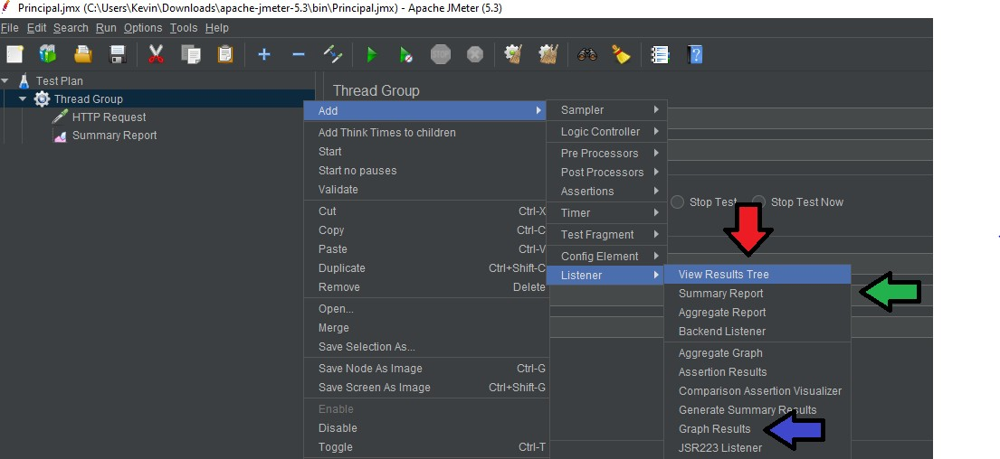 Principal.jmx (C:\Users\Kevin\Downloads\apache-jmeter-5.3\bin\Principal.jmx) - Apache JMeter (5.3)
File Edit Search Run Options Tools Help
STOP
Test Plan
Thread Group
HTTP Request
Summary Report
Thread Group
Add
Add Think Times to children
Start
Start no pauses
Validate
Cut Ctrl-X
Copy Ctrl-C
Paste Ctrl-V
Duplicate Ctrl+Shift-C
Remove Delete
Open...
Merge
Save Selection As...
Save Node As Image Ctrl-G
Save Screen As Image Ctrl+Shift-G
Enable
Disable
Toggle Ctrl-T
Sampler
Logic Controller
Pre Processors
Post Processors
Assertions
Timer
Test Fragment
Config Element
Listener
Stop Test Stop Test Now
View Results Tree
Summary Report
Aggregate Report
Backend Listener
Aggregate Graph
Assertion Results
Comparison Assertion Visualizer
Generate Summary Results
Graph Results
JSR223 Listener